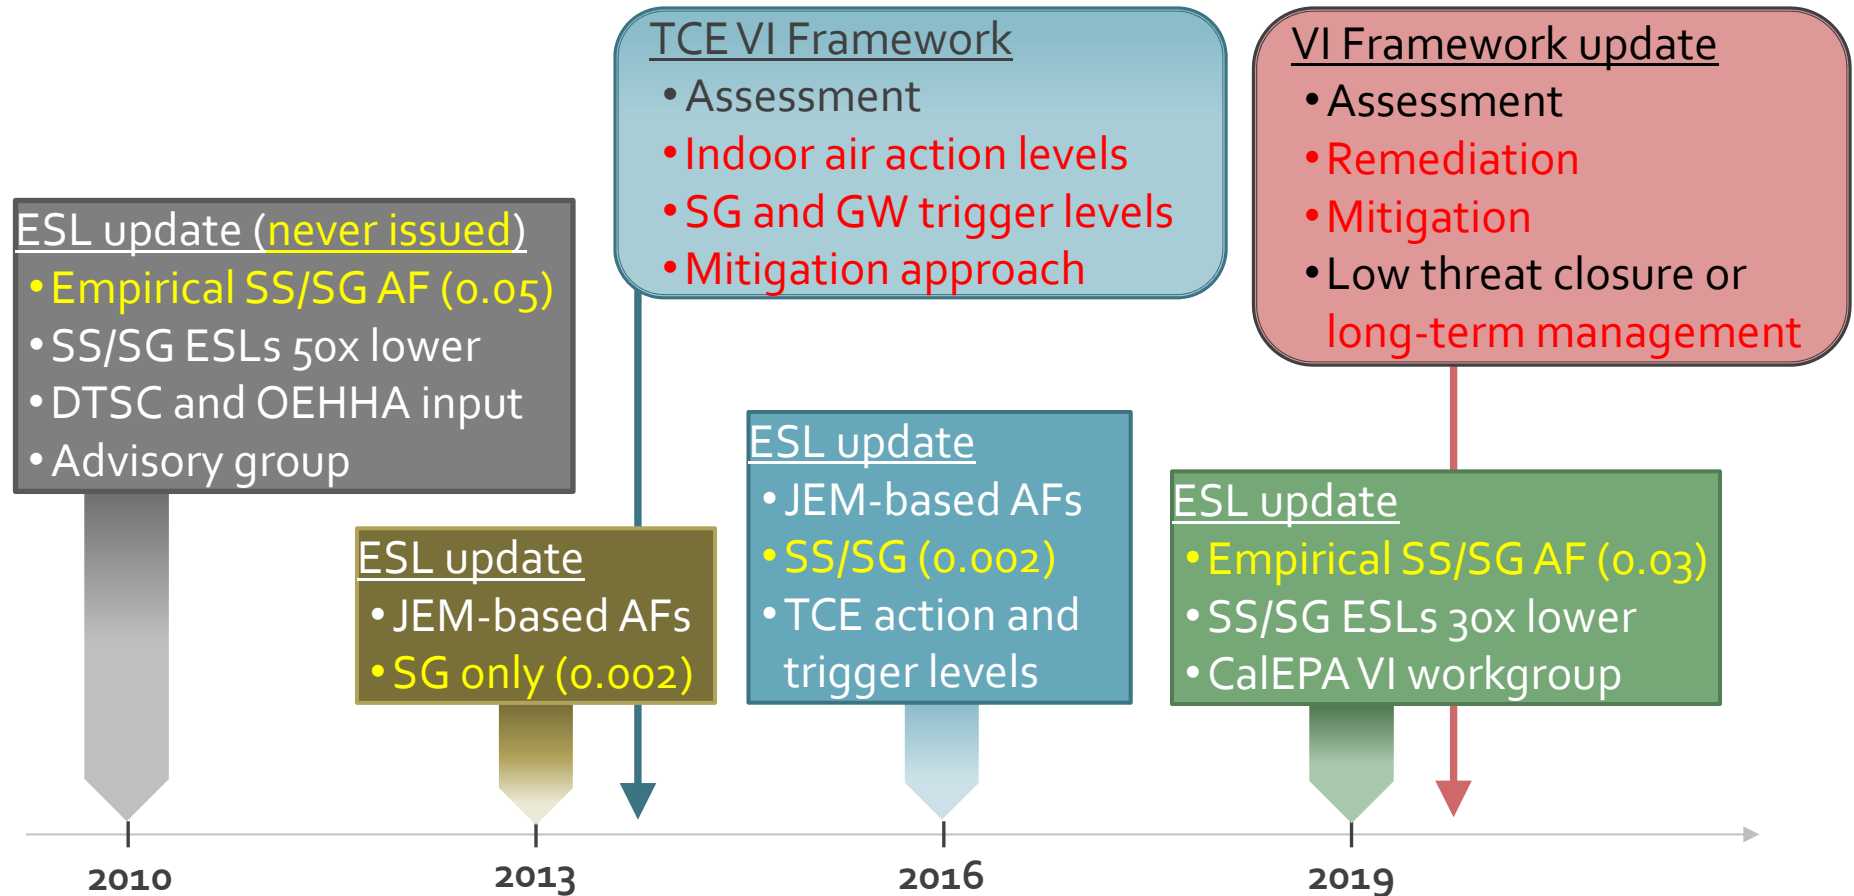 TCE VI Framework
•Assessment
•Indoor air action levels
•SG and GW trigger levels
•Mitigation approach
VI Framework update
•Assessment
•Remediation
•Mitigation
•Low threat closure or
long-term management
ESL update (never issued)
•Empirical SS/SG AF (0.05)
•SS/SG ESLs 50x lower
•DTSC and OEHHA input
•Advisory group
ESL update
•JEM-based AFs
•SG only (0.002)
ESL update
•JEM-based AFs
•SS/SG (0.002)
•TCE action and
trigger levels
ESL update
•Empirical SS/SG AF (0.03)
•SS/SG ESLs 30x lower
•CalEPA VI workgroup
2010
2013
2016
2019